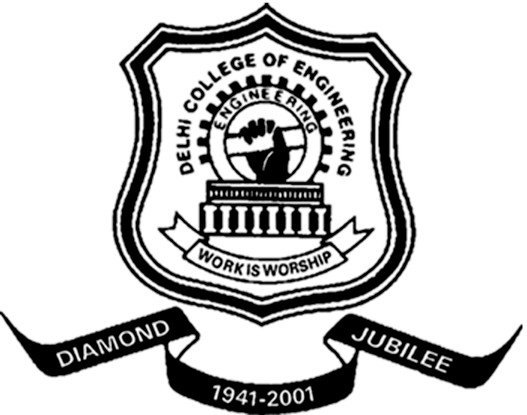 DELHI COLLEGE OF ENGINEERING
ENGINEERING
WORK IS WORSHIP
DIAMOND JUBILEE
1941-2001